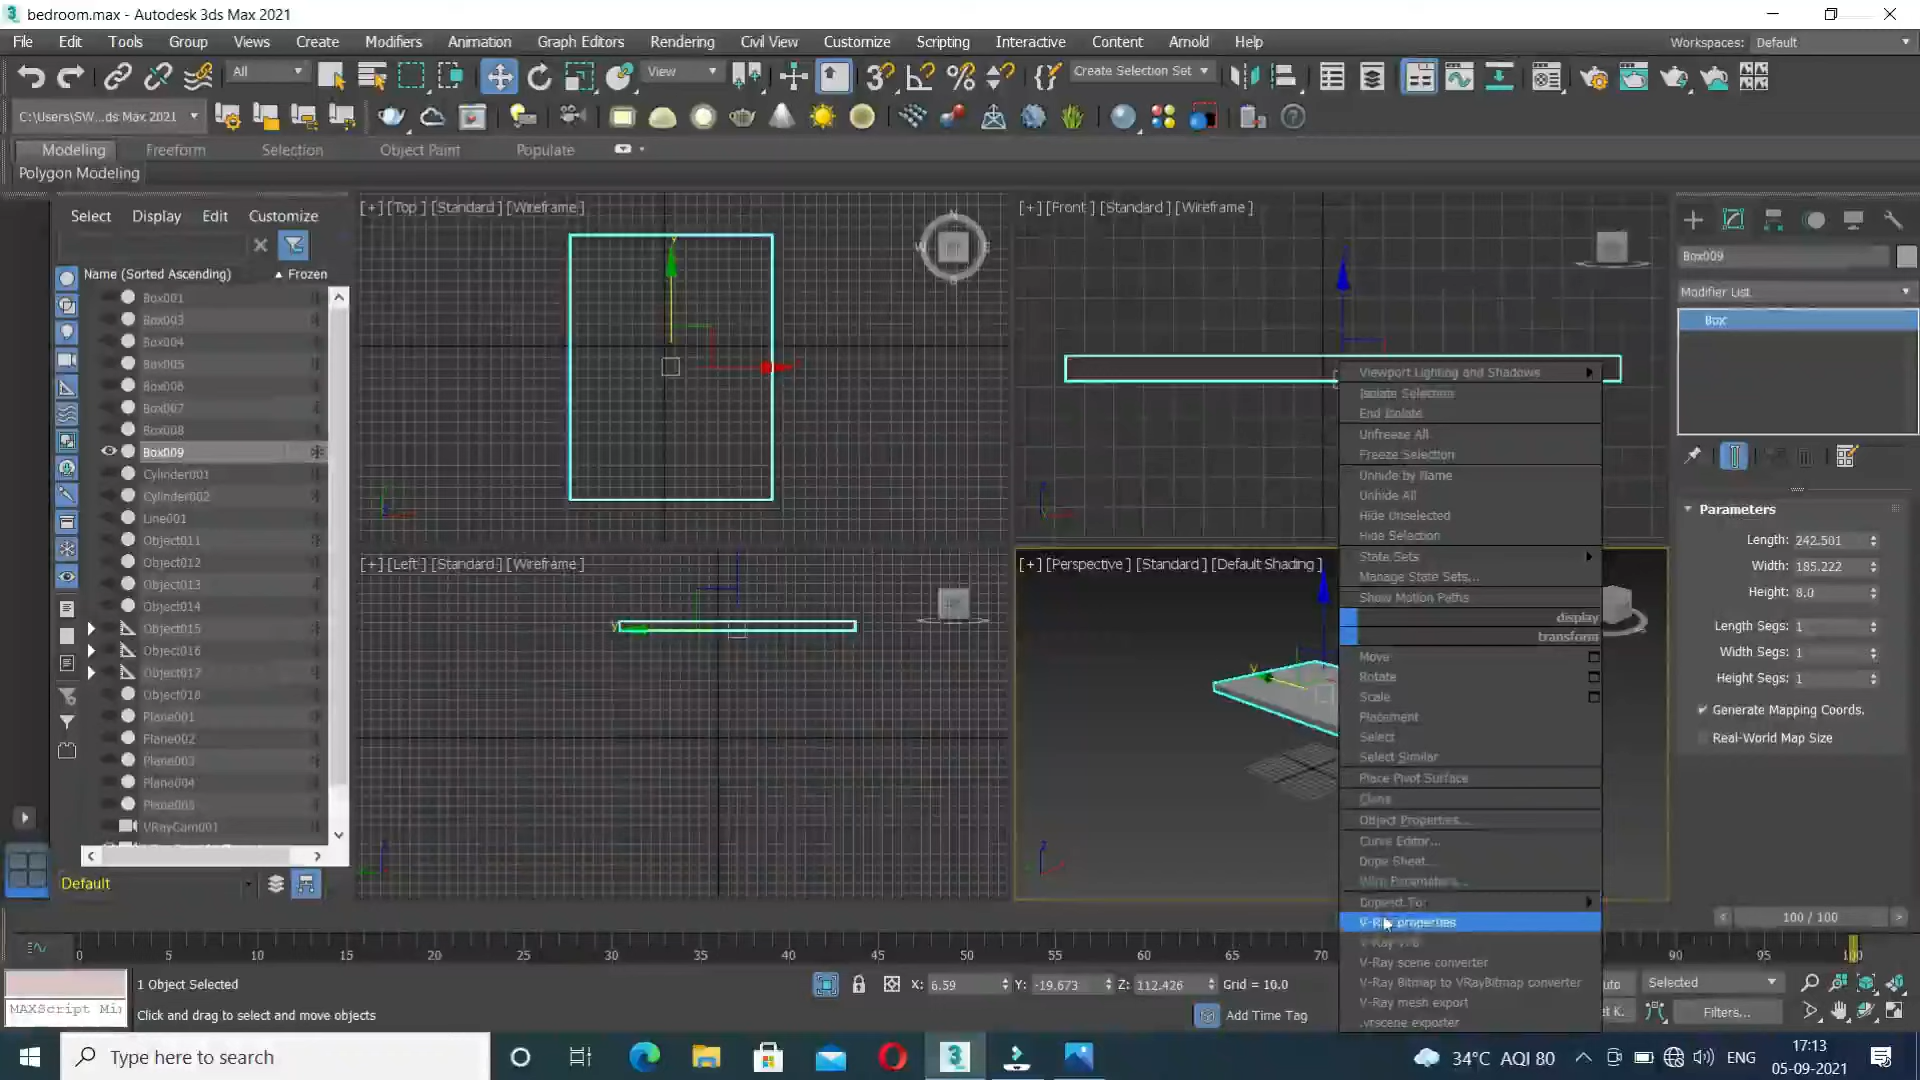 bedroom.max - Autodesk 3ds Max 2021
File Edit Tools Group Views Create Modifiers Animation Graph Editors Rendering Civil View Customize Scripting Interactive Content Arnold Help Workspaces: Default
All View Create Selection Set
C:\Users\SW...ds Max 2021
Modeling Freeform Selection Object Paint Populate
Polygon Modeling
Select Display Edit Customize
Name (Sorted Ascending) Frozen
Box001
Box003
Box004
Box005
Box006
Box007
Box008
Box009
Cylinder001
Cylinder002
Line001
Object011
Object012
Object013
Object014
Object015
Object016
Object017
Object018
Plane001
Plane002
Plane003
Plane004
Plane005
VRayCam001
Default
[+] [Top ] [Standard ] [Wireframe ]
[+] [Front ] [Standard ] [Wireframe ]
[+] [Left ] [Standard ] [Wireframe ]
[+] [Perspective ] [Standard ] [Default Shading ]
Viewport Lighting and Shadows
Isolate Selection
End Isolate
Unfreeze All
Freeze Selection
Unhide by Name
Unhide All
Hide Unselected
Hide Selection
State Sets
Manage State Sets...
Show Motion Paths
display
transform
Move
Rotate
Scale
Placement
Select
Select Similar
Place Pivot Surface
Clone
Object Properties...
Curve Editor...
Dope Sheet...
Wire Parameters...
Convert To:
V-Ray properties
V-Ray VFB
V-Ray scene converter
V-Ray Bitmap to VRayBitmap converter
V-Ray mesh export
.vrscene exporter
Box009
Modifier List
Box
Parameters
Length: 242.501
Width: 185.222
Height: 8.0
Length Segs: 1
Width Segs: 1
Height Segs: 1
Generate Mapping Coords.
Real-World Map Size
100 / 100
0 5 10 15 20 25 30 35 40 45 50 55 60 65 70 90 95 100
1 Object Selected
Click and drag to select and move objects
X: 6.59 Y: -19.673 Z: 112.426 Grid = 10.0
Add Time Tag
Selected
Filters...
Type here to search
34°C AQI 80 ENG
17:13
05-09-2021